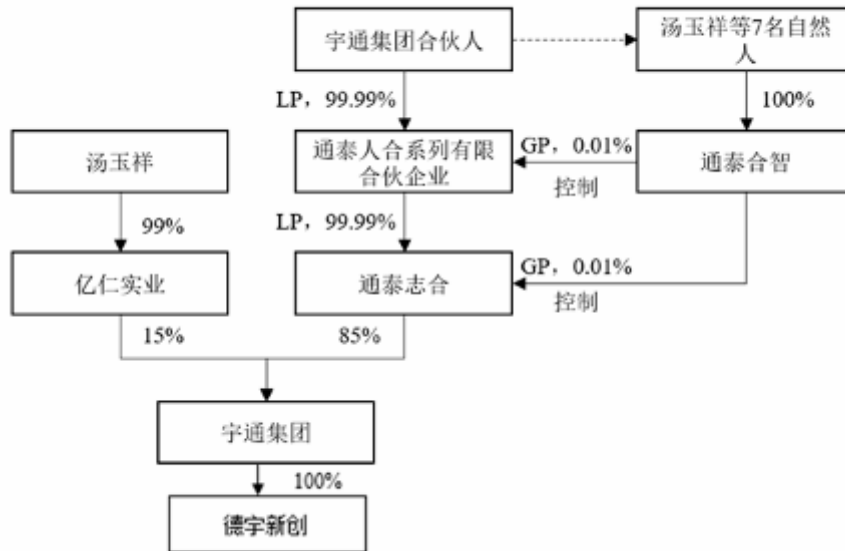 宇通集团合伙人
汤玉祥等7名自然
人
LP，99.99%
100%
汤玉祥
通泰人合系列有限
合伙企业
GP，0.01%
控制
通泰合智
99%
LP，99.99%
亿仁实业
通泰志合
GP，0.01%
控制
15%
85%
宇通集团
100%
德宇新创